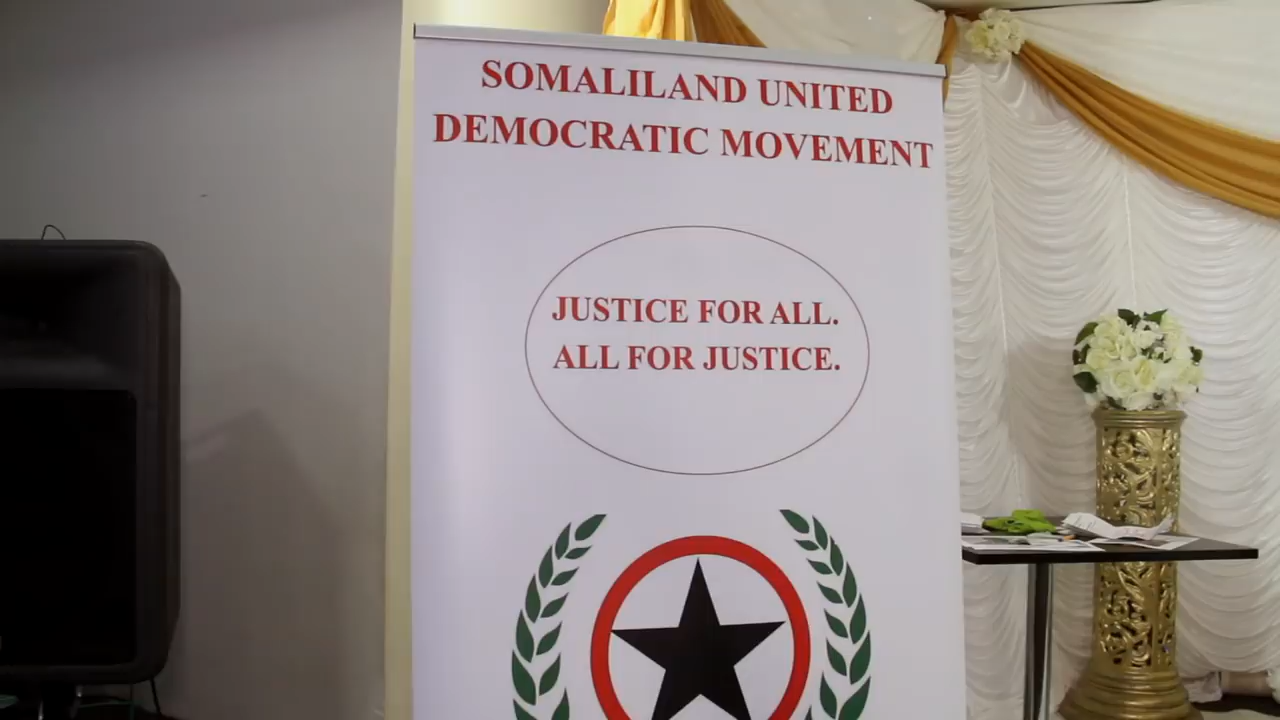 SOMALILAND UNITED
DEMOCRATIC MOVEMENT
JUSTICE FOR ALL.
ALL FOR JUSTICE.